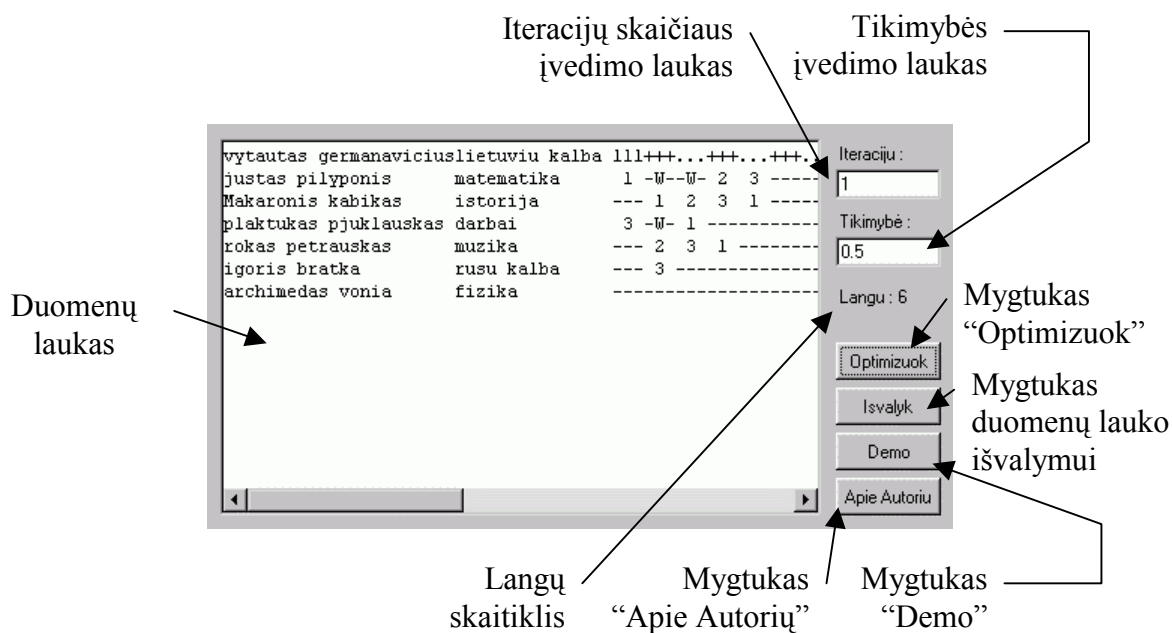 Iteracijų skaičiaus
įvedimo laukas
Tikimybės
įvedimo laukas
vytautas germanaviciuslietuviu kalba lll+++...+++...+++..
justas pilyponis matematika 1 -W--W- 2 3 -----
Makaronis kabikas istorija --- 1 2 3 1 -----
plaktukas pjuklauskas darbai 3 -W- 1 -----------
rokas petrauskas muzika --- 2 3 1 --------
igoris bratka rusu kalba --- 3 --------------
archimedas vonia fizika --------------------
Iteraciju :
1
Tikimybė :
0.5
Langu : 6
Optimizuok
Isvalyk
Demo
Apie Autoriu
Duomenų
laukas
Mygtukas
“Optimizuok”
Mygtukas
duomenų lauko
išvalymui
Langų
skaitiklis
Mygtukas
“Apie Autorių”
Mygtukas
“Demo”